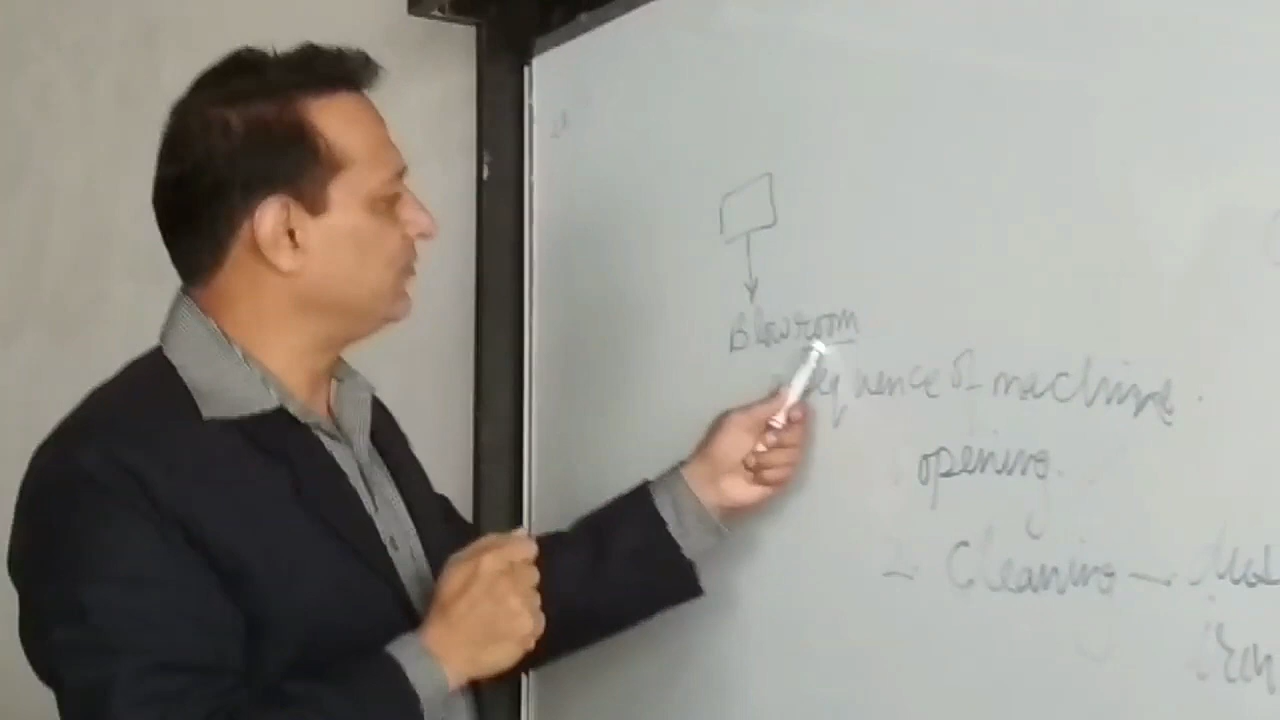 Blowroom
sequence of machine.
opening.
- Cleaning -